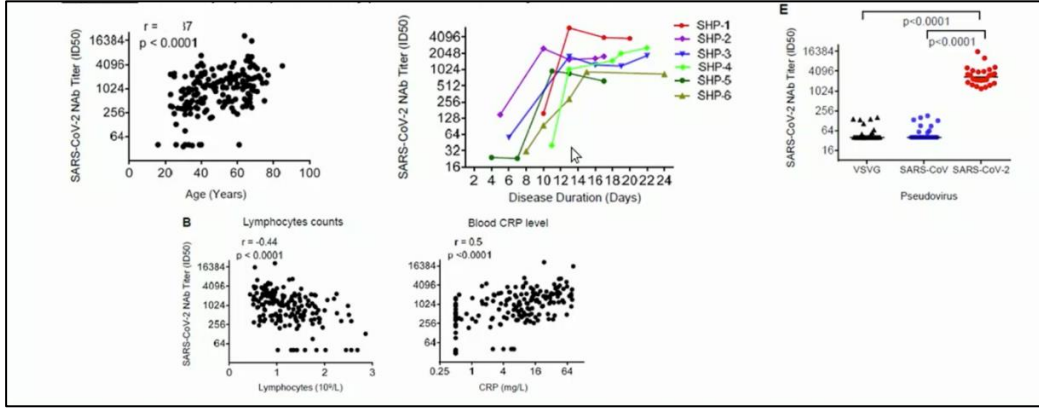 r = 37
p < 0.0001
SARS-CoV-2 NAb Titer (ID50)
16384
4096
1024
256
64
0 20 40 60 80 100
Age (Years)
SARS-CoV-2 NAb Titer (ID50)
4096
2048
1024
512
256
128
64
32
16
2 4 6 8 10 12 14 16 18 20 22 24
Disease Duration (Days)
SHP-1
SHP-2
SHP-3
SHP-4
SHP-5
SHP-6
E
p<0.0001
p<0.0001
SARS-CoV-2 NAb Titer (ID50)
16384
4096
1024
256
64
16
VSVG SARS-CoV SARS-CoV-2
Pseudovirus
B
Lymphocytes counts
r = -0.44
p < 0.0001
SARS-CoV-2 NAb Titer (ID50)
16384
4096
1024
256
64
0 1 2 3
Lymphocytes (10⁹/L)
Blood CRP level
r = 0.5
p <0.0001
16384
4096
1024
256
64
0.25 1 4 16 64
CRP (mg/L)